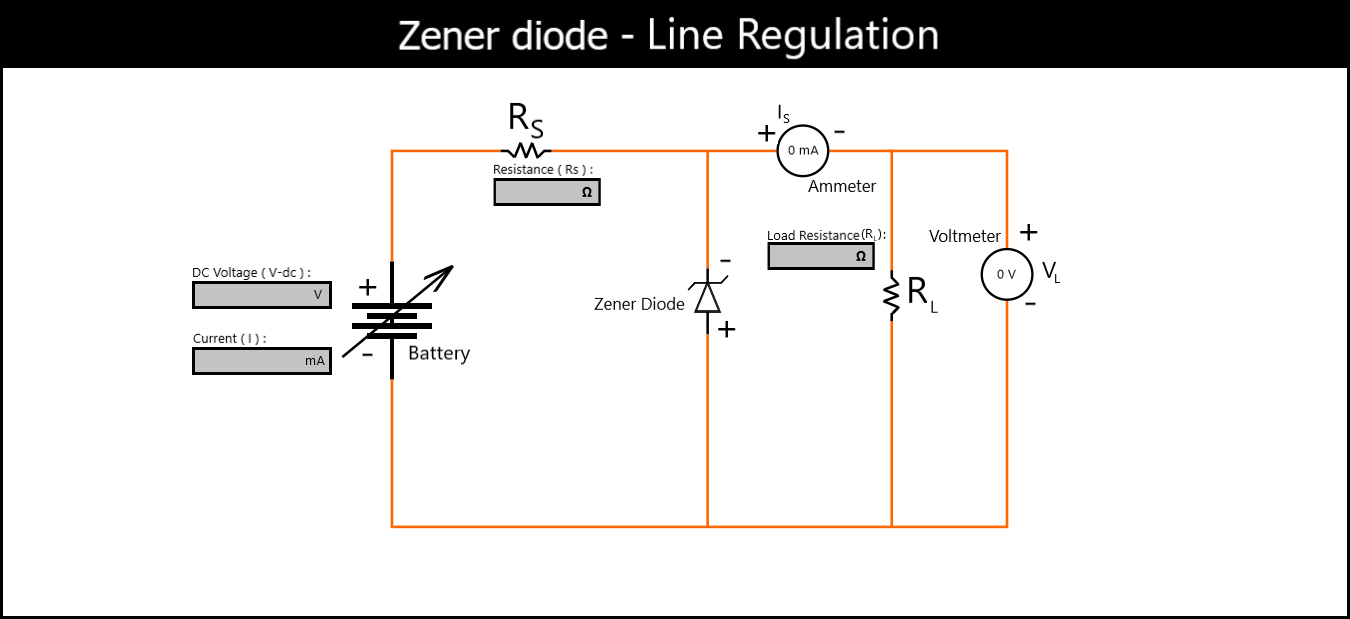 Zener diode - Line Regulation
RS
Resistance ( Rs ) :
Ω
IS
+ -
0 mA
Ammeter
Load Resistance(RL):
Ω
Voltmeter +
0 V VL
-
DC Voltage ( V-dc ) :
V
+
Current ( I ) :
mA
-
Battery
-
Zener Diode
+
RL